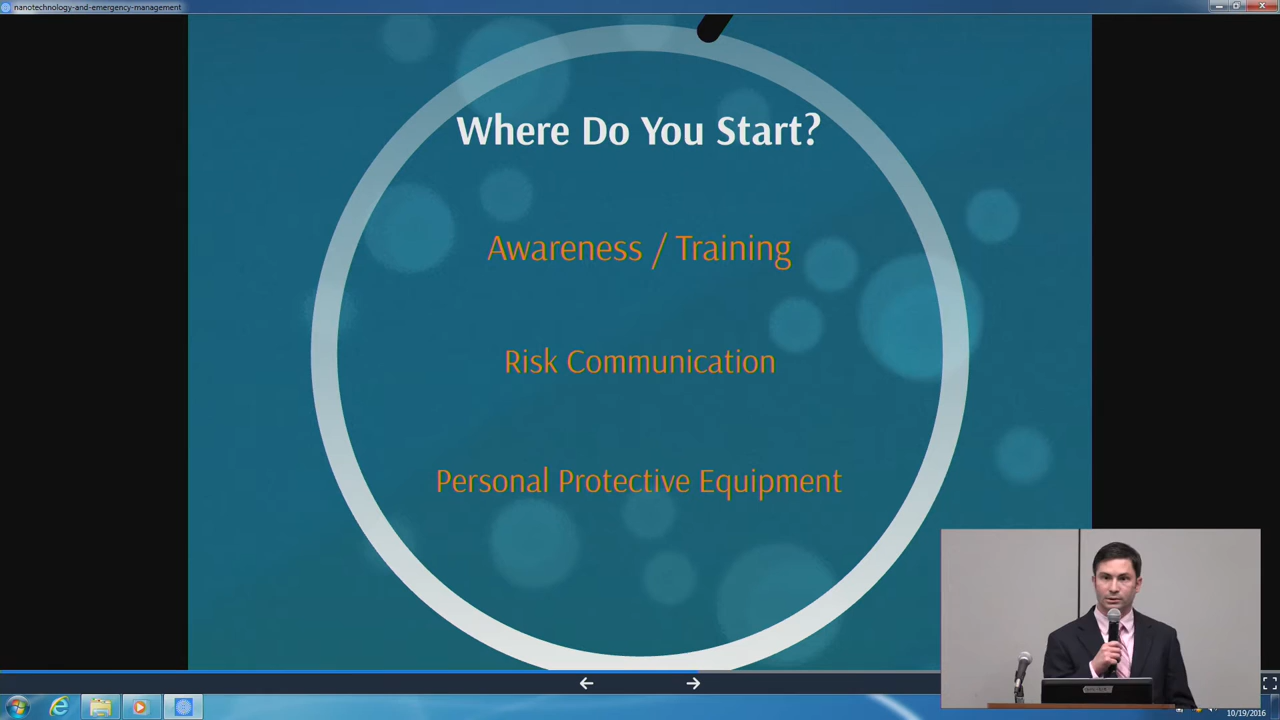 nanotechnology-and-emergency-management
Where Do You Start?
Awareness / Training
Risk Communication
Personal Protective Equipment
10/19/2016